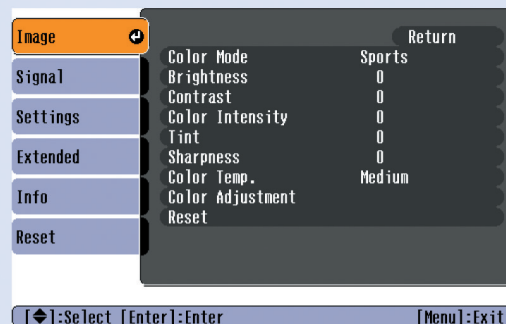 Image
Signal
Settings
Extended
Info
Reset
Return
Color Mode Sports
Brightness 0
Contrast 0
Color Intensity 0
Tint 0
Sharpness 0
Color Temp. Medium
Color Adjustment
Reset
[◆]:Select [Enter]:Enter [Menu]:Exit